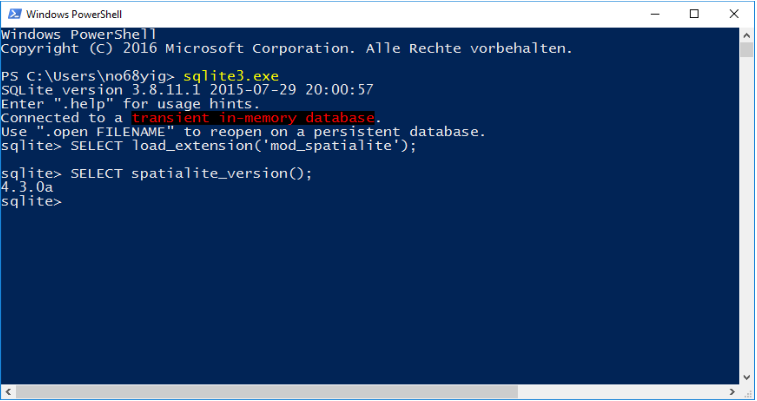 Windows PowerShell
Windows PowerShell
Copyright (C) 2016 Microsoft Corporation. Alle Rechte vorbehalten.
PS C:\Users\no68yig> sqlite3.exe
SQLite version 3.8.11.1 2015-07-29 20:00:57
Enter ".help" for usage hints.
Connected to a transient in-memory database.
Use ".open FILENAME" to reopen on a persistent database.
sqlite> SELECT load_extension('mod_spatialite');
sqlite> SELECT spatialite_version();
4.3.0a
sqlite>